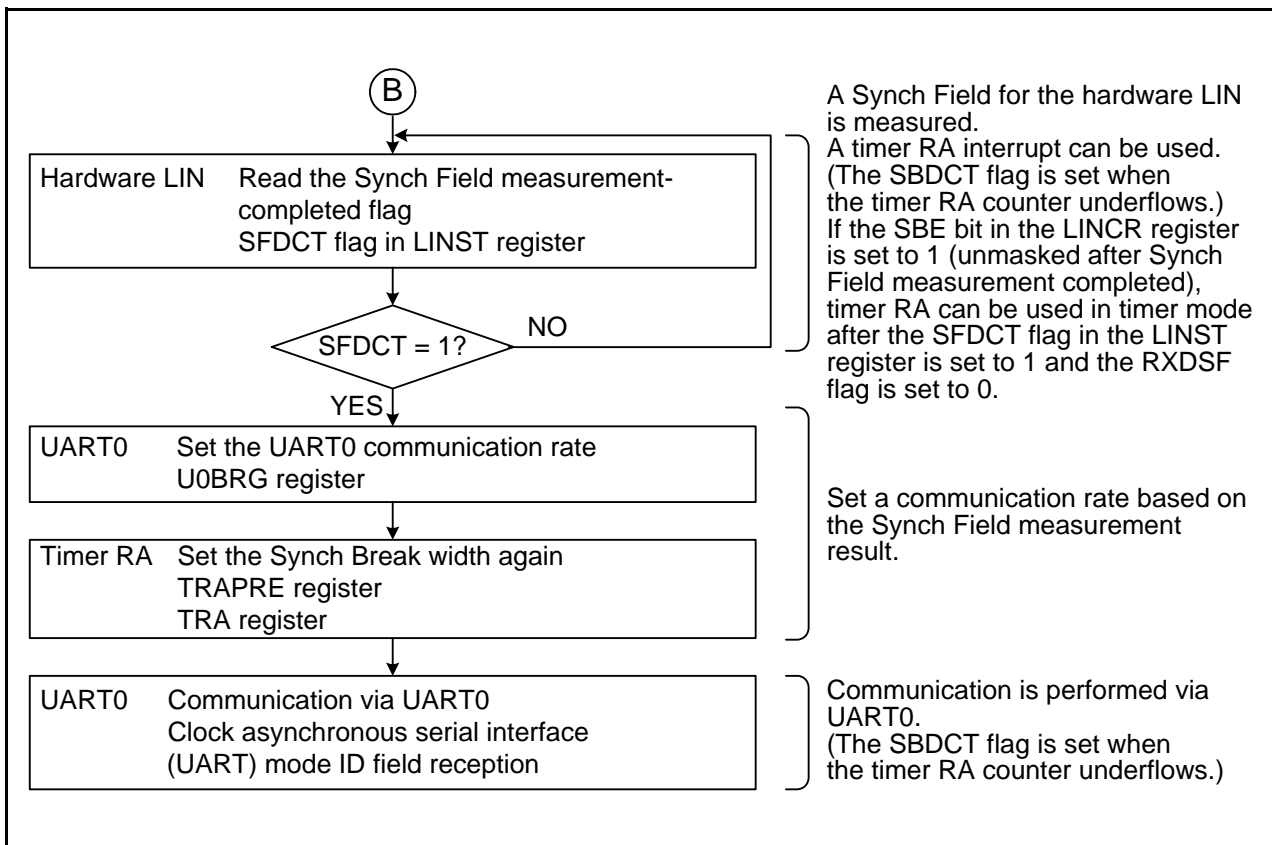 B
Hardware LIN Read the Synch Field measurement-
completed flag
SFDCT flag in LINST register
A Synch Field for the hardware LIN
is measured.
A timer RA interrupt can be used.
(The SBDCT flag is set when
the timer RA counter underflows.)
If the SBE bit in the LINCR register
is set to 1 (unmasked after Synch
Field measurement completed),
timer RA can be used in timer mode
after the SFDCT flag in the LINST
register is set to 1 and the RXDSF
flag is set to 0.
SFDCT = 1?
NO
YES
UART0 Set the UART0 communication rate
U0BRG register
Timer RA Set the Synch Break width again
TRAPRE register
TRA register
Set a communication rate based on
the Synch Field measurement
result.
UART0 Communication via UART0
Clock asynchronous serial interface
(UART) mode ID field reception
Communication is performed via
UART0.
(The SBDCT flag is set when
the timer RA counter underflows.)